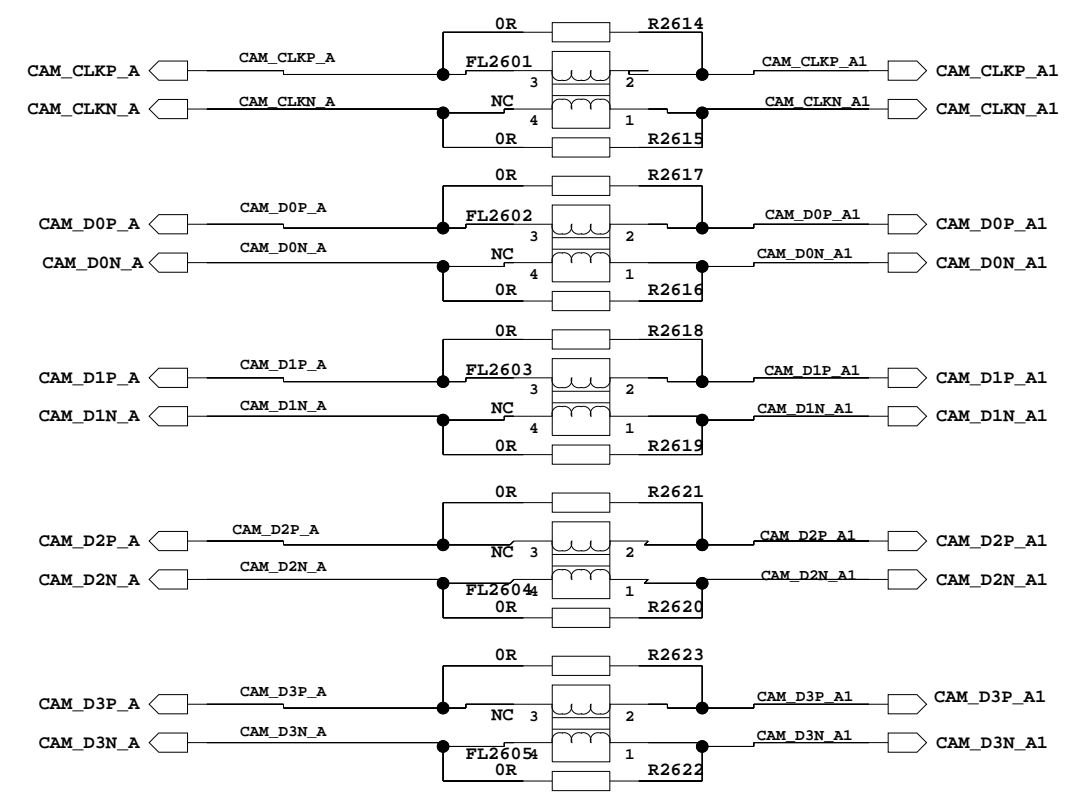 0R R2614
CAM_CLKP_A CAM_CLKP_A FL2601 3 2 CAM_CLKP_A1 CAM_CLKP_A1
CAM_CLKN_A CAM_CLKN_A NC 4 1 CAM_CLKN_A1 CAM_CLKN_A1
0R R2615
0R R2617
CAM_D0P_A CAM_D0P_A FL2602 3 2 CAM_D0P_A1 CAM_D0P_A1
CAM_D0N_A CAM_D0N_A NC 4 1 CAM_D0N_A1 CAM_D0N_A1
0R R2616
0R R2618
CAM_D1P_A CAM_D1P_A FL2603 3 2 CAM_D1P_A1 CAM_D1P_A1
CAM_D1N_A CAM_D1N_A NC 4 1 CAM_D1N_A1 CAM_D1N_A1
0R R2619
0R R2621
CAM_D2P_A CAM_D2P_A NC 3 2 CAM_D2P_A1 CAM_D2P_A1
CAM_D2N_A CAM_D2N_A FL2604 4 1 CAM_D2N_A1 CAM_D2N_A1
0R R2620
0R R2623
CAM_D3P_A CAM_D3P_A NC 3 2 CAM_D3P_A1 CAM_D3P_A1
CAM_D3N_A CAM_D3N_A FL2605 4 1 CAM_D3N_A1 CAM_D3N_A1
0R R2622